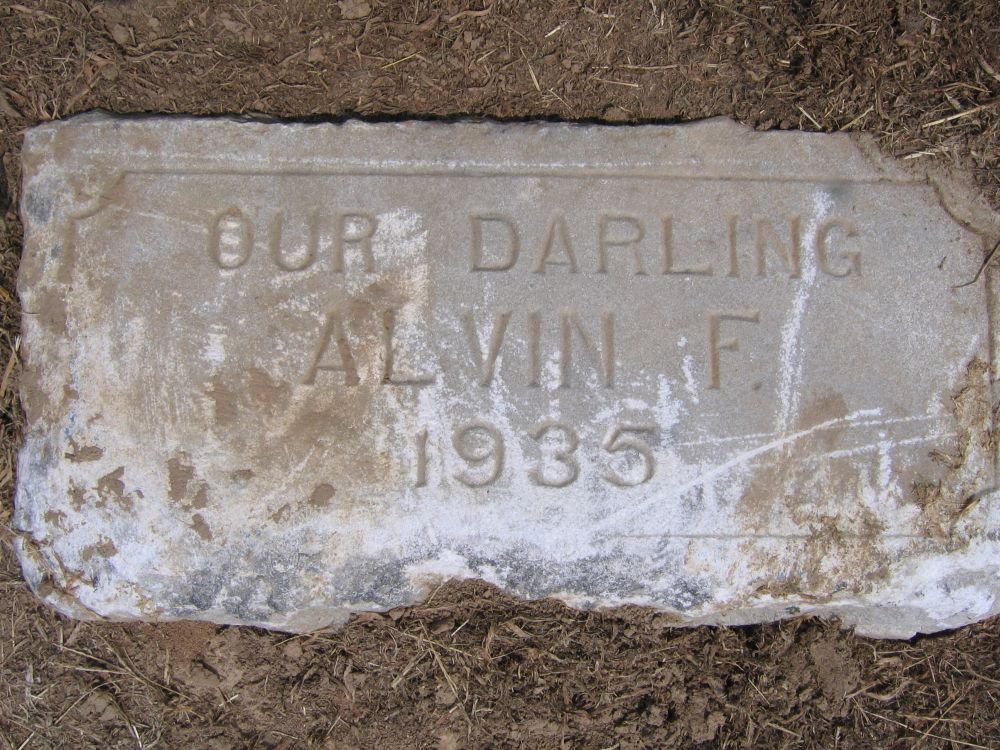 OUR DARLING
ALVIN F.
1935